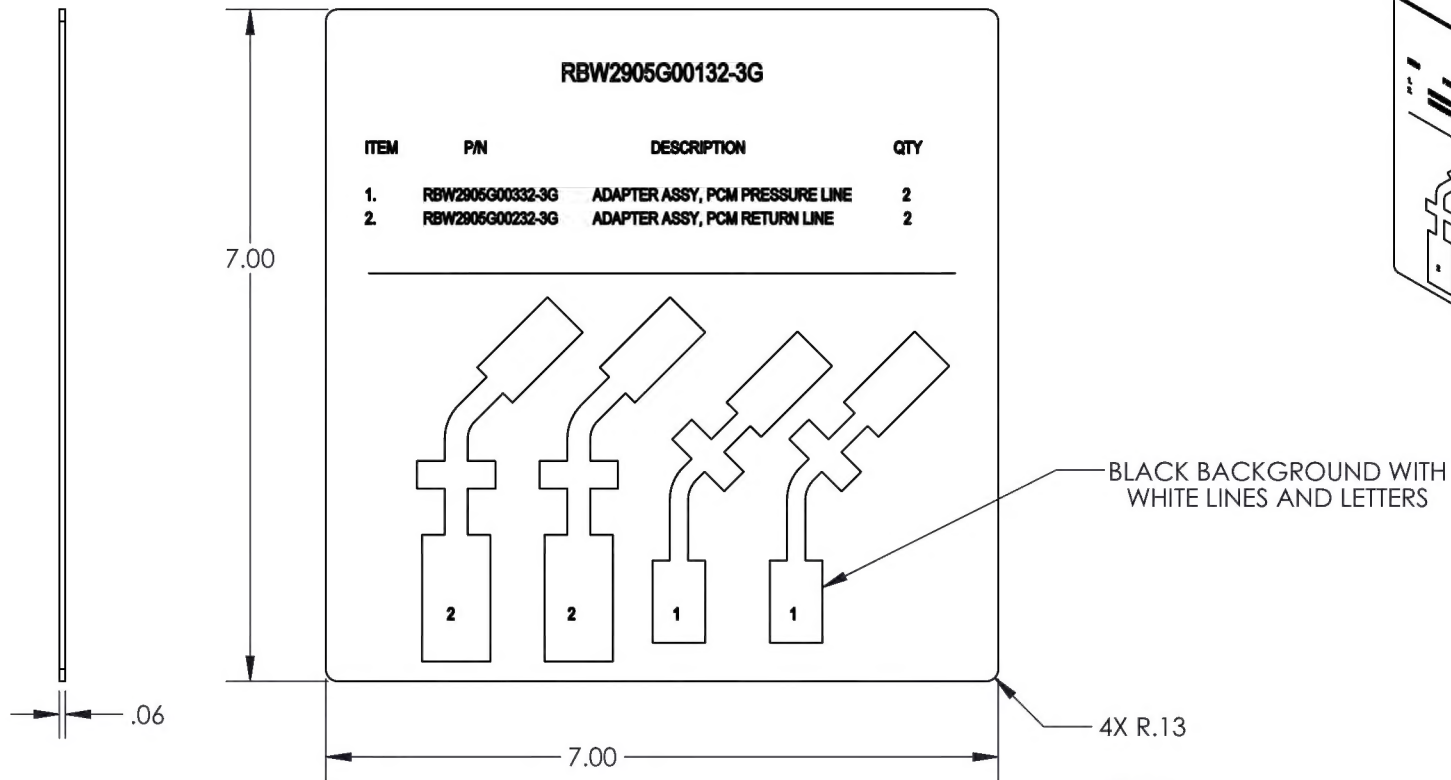 RBW2905G00132-3G
ITEM P/N DESCRIPTION QTY
1. RBW2905G00332-3G ADAPTER ASSY, PCM PRESSURE LINE 2
2. RBW2905G00232-3G ADAPTER ASSY, PCM RETURN LINE 2
7.00
BLACK BACKGROUND WITH
WHITE LINES AND LETTERS
2 2 1 1
.06
4X R.13
7.00